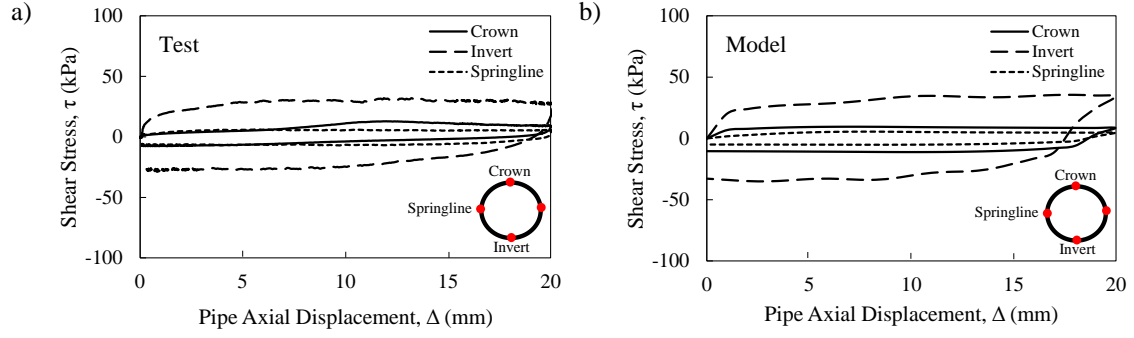 a)
Shear Stress, τ (kPa)
100
50
0
-50
-100
Test
Crown
Invert
Springline
Crown
Springline
Invert
0
5
10
15
20
Pipe Axial Displacement, Δ (mm)
b)
Shear Stress, τ (kPa)
100
50
0
-50
-100
Model
Crown
Invert
Springline
Crown
Springline
Invert
0
5
10
15
20
Pipe Axial Displacement, Δ (mm)